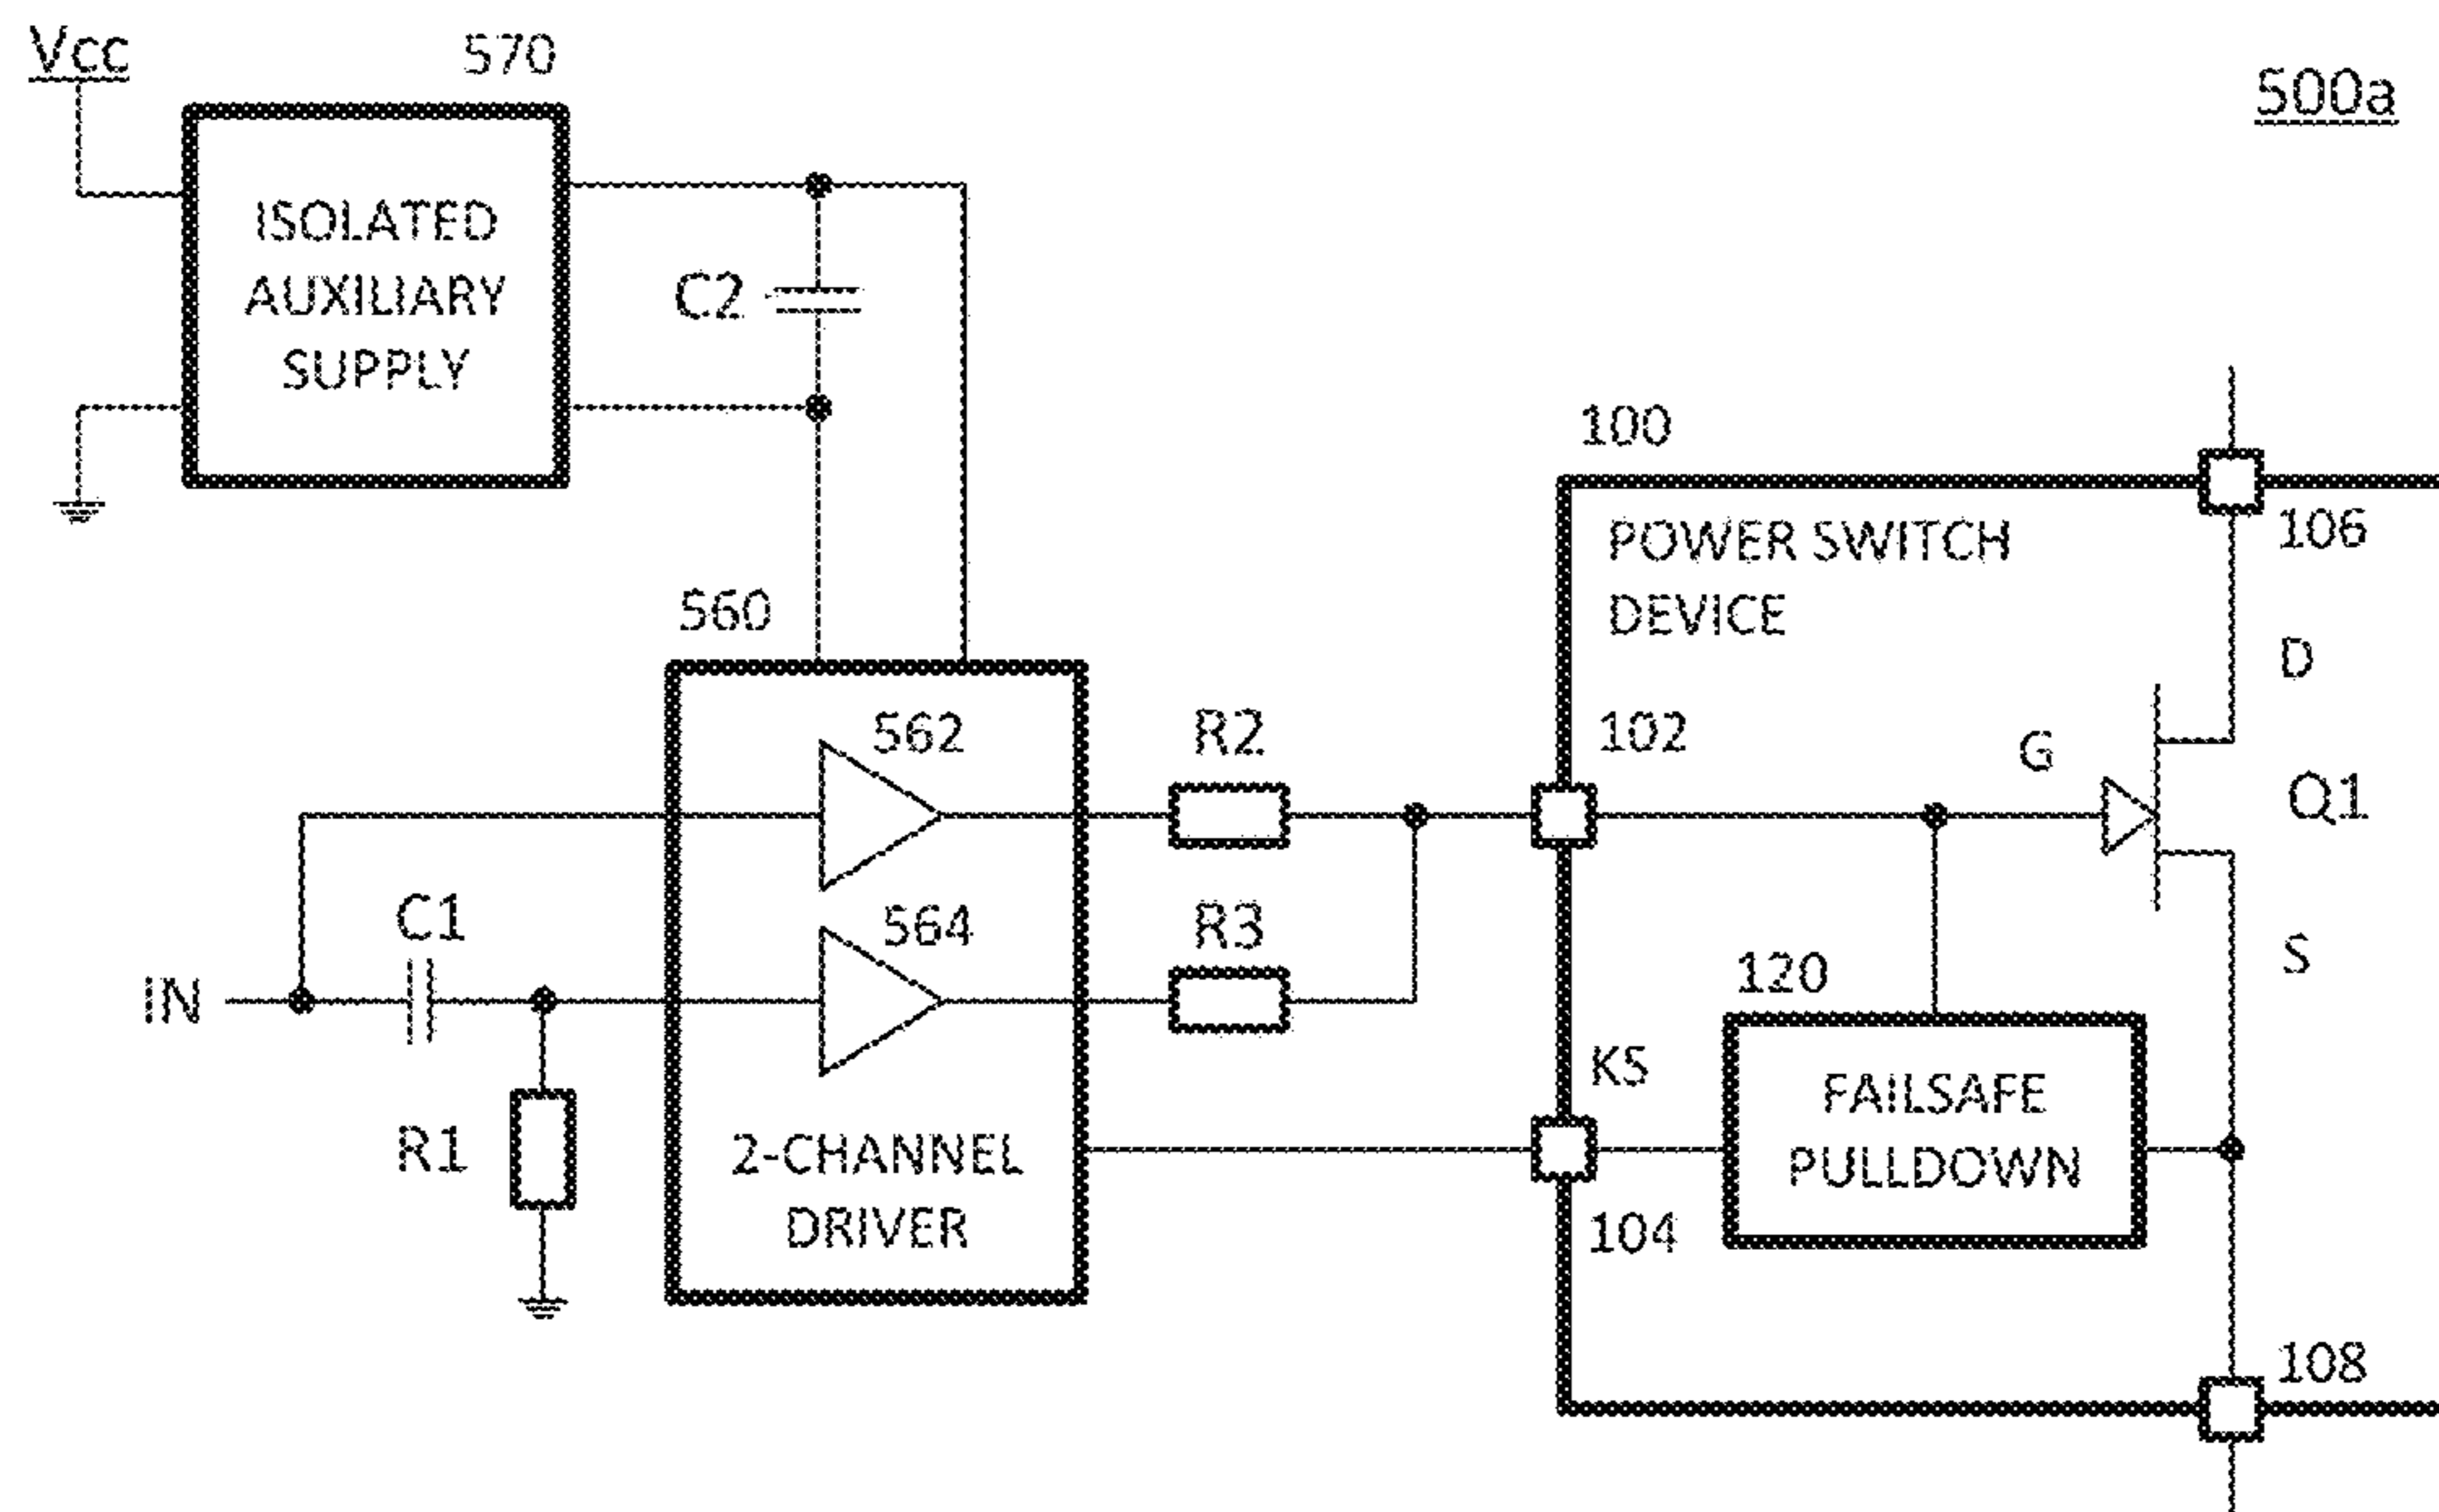 Vcc
570
500a
ISOLATED
AUXILIARY
SUPPLY
C2
100
106
POWER SWITCH
DEVICE
560
D
562
R2
102
G
Q1
C1
564
R3
120
S
IN
KS
FAILSAFE
PULLDOWN
R1
2-CHANNEL
DRIVER
104
108